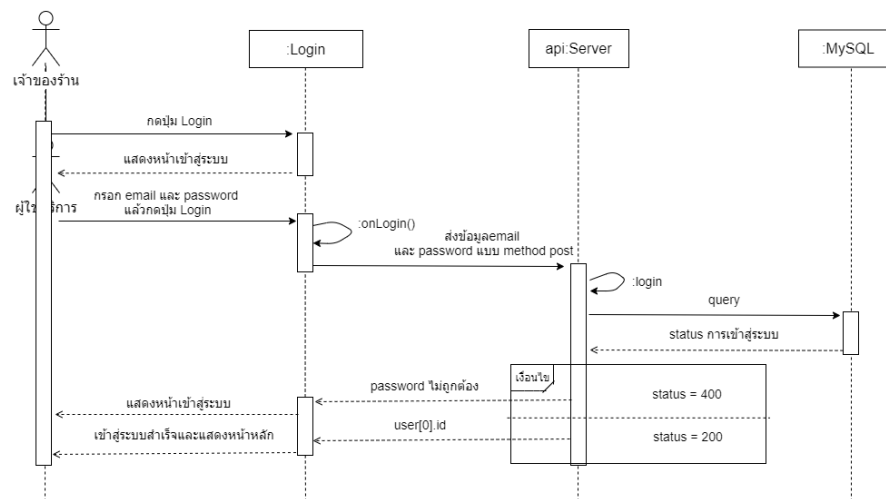 :Login
api:Server
:MySQL
เจ้าของร้าน
กดปุ่ม Login
แสดงหน้าเข้าสู่ระบบ
กรอก email และ password
แล้วกดปุ่ม Login
:onLogin()
ส่งข้อมูลemail
และ password แบบ method post
:login
query
status การเข้าสู่ระบบ
เงื่อนไข
password ไม่ถูกต้อง
status = 400
แสดงหน้าเข้าสู่ระบบ
user[0].id
status = 200
เข้าสู่ระบบสำเร็จและแสดงหน้าหลัก